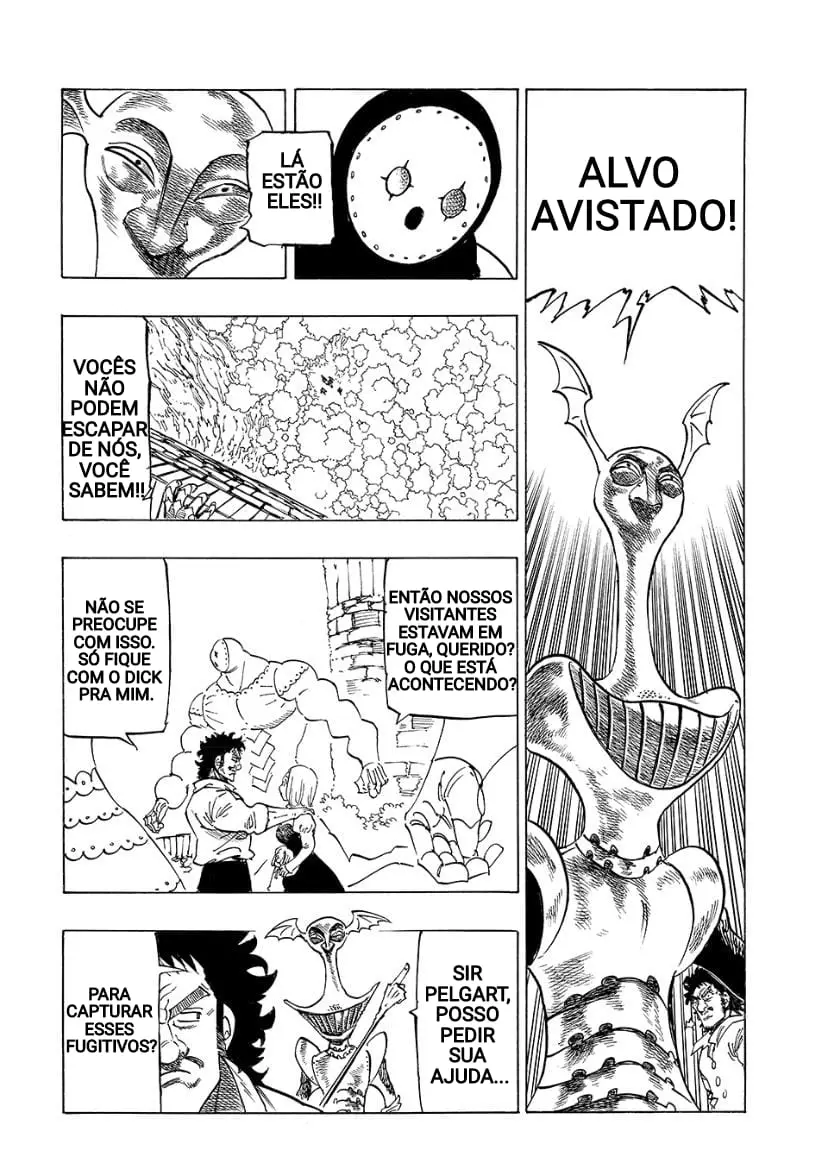 ALVO
AVISTADO!
LÁ
ESTÃO
ELES!!
VOCÊS
NÃO
PODEM
ESCAPAR
DE NÓS,
VOCÊ
SABEM!!
ENTÃO NOSSOS
VISITANTES
ESTAVAM EM
FUGA, QUERIDO?
O QUE ESTÁ
ACONTECENDO?
NÃO SE
PREOCUPE
COM ISSO.
SÓ FIQUE
COM O DICK
PRA MIM.
SIR
PELGART,
POSSO
PEDIR
SUA
AJUDA...
PARA
CAPTURAR
ESSES
FUGITIVOS?